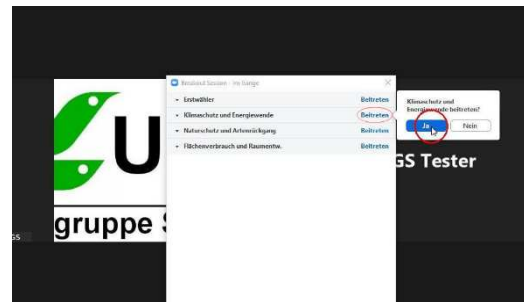 Breakout Session - Im Gange
Erstwähler Beitreten
Klimaschutz und Energiewende Beitreten
Naturschutz und Artenrückgang Beitreten
Flächenverbrauch und Raumentw. Beitreten
Klimaschutz und
Energiewende beitreten?
Ja Nein
U
GS Tester
gruppe S
GS